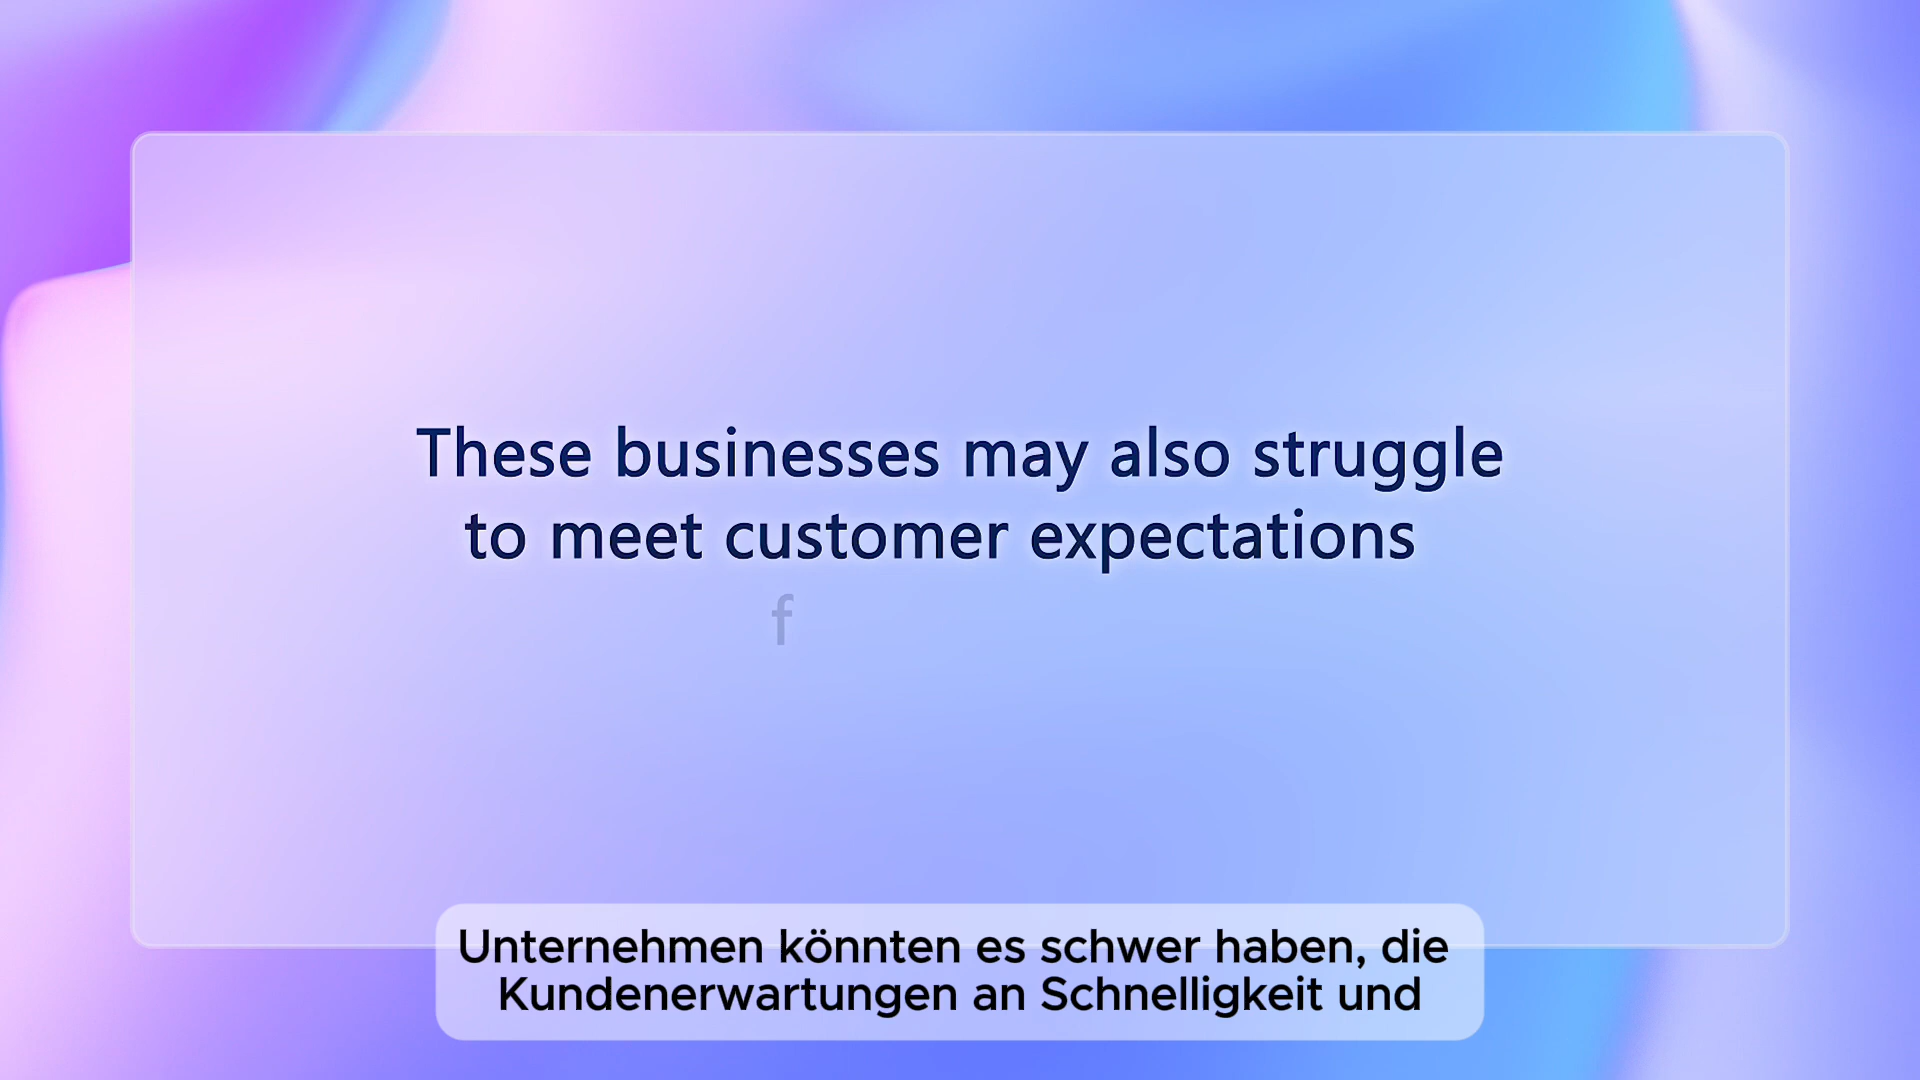 These businesses may also struggle
to meet customer expectations
f
Unternehmen könnten es schwer haben, die
Kundenerwartungen an Schnelligkeit und